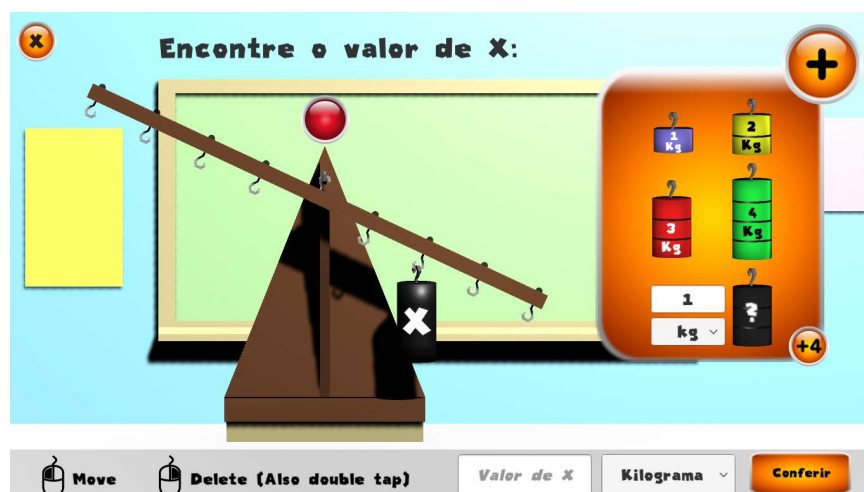 X
Encontre o valor de X:
+
1
Kg
2
Kg
3
Kg
4
Kg
1
kg
?
+4
X
Move
Delete (Also double tap)
Valor de X
Kilograma
Conferir